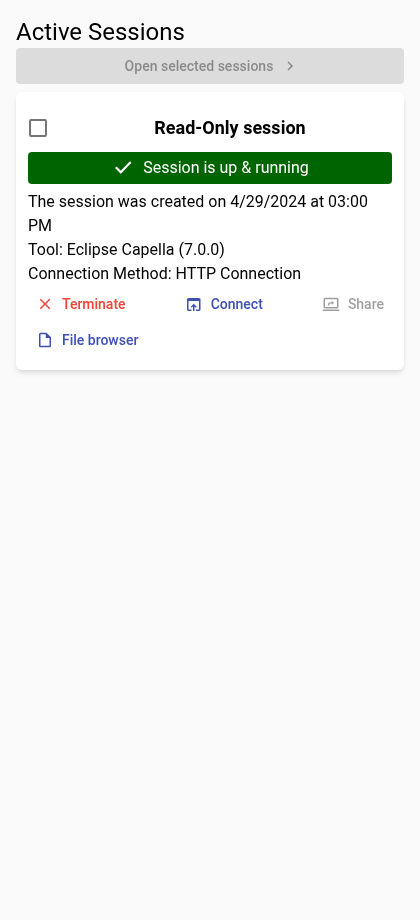 Active Sessions
Open selected sessions
Read-Only session
Session is up & running
The session was created on 4/29/2024 at 03:00
PM
Tool: Eclipse Capella (7.0.0)
Connection Method: HTTP Connection
Terminate Connect Share
File browser